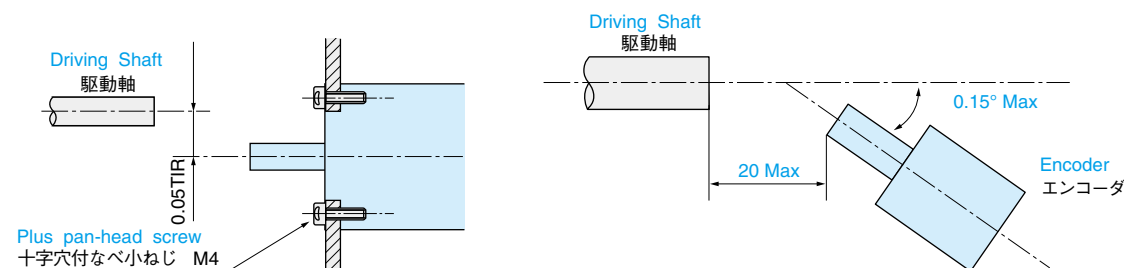 Driving Shaft
駆動軸
0.05TIR
Plus pan-head screw
十字穴付なべ小ねじ M4
Driving Shaft
駆動軸
0.15° Max
20 Max
Encoder
エンコーダ